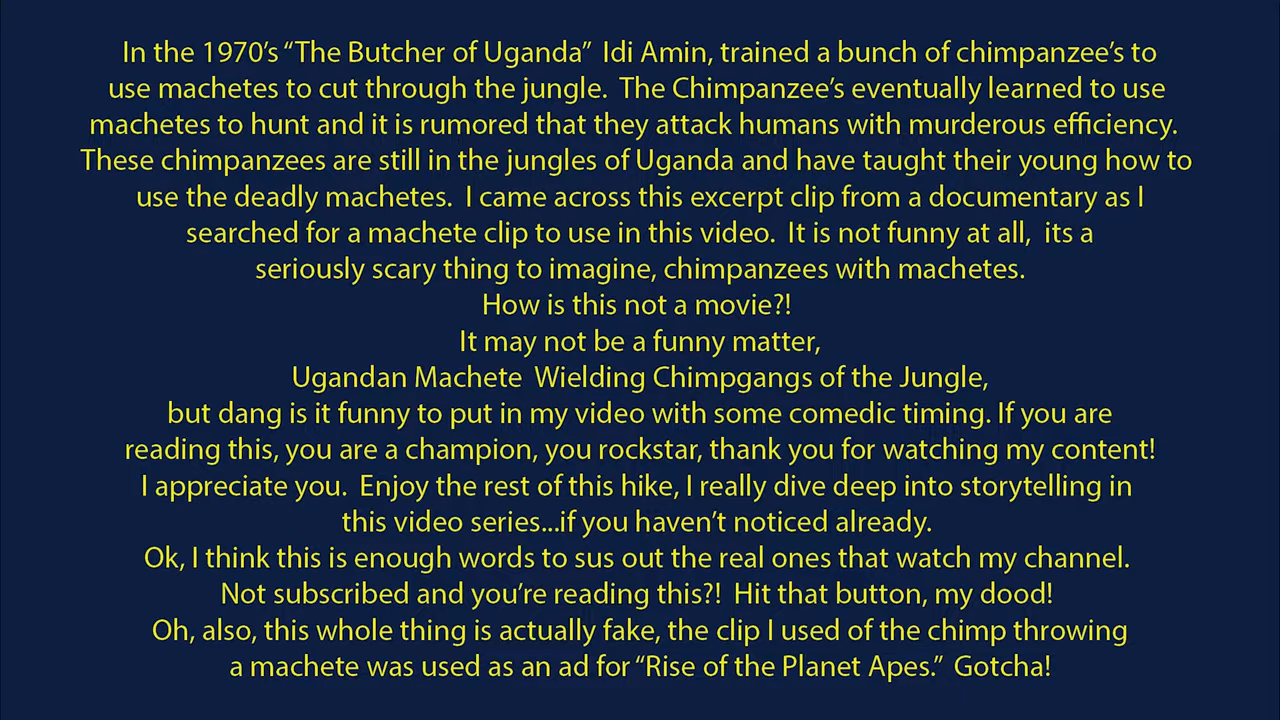 In the 1970's “The Butcher of Uganda”  Idi Amin, trained a bunch of chimpanzee's to
use machetes to cut through the jungle.  The Chimpanzee's eventually learned to use
machetes to hunt and it is rumored that they attack humans with murderous efficiency.
These chimpanzees are still in the jungles of Uganda and have taught their young how to
use the deadly machetes.  I came across this excerpt clip from a documentary as I
searched for a machete clip to use in this video.  It is not funny at all,  its a
seriously scary thing to imagine, chimpanzees with machetes.
How is this not a movie?!
It may not be a funny matter,
Ugandan Machete  Wielding Chimpgangs of the Jungle,
but dang is it funny to put in my video with some comedic timing. If you are
reading this, you are a champion, you rockstar, thank you for watching my content!
I appreciate you.  Enjoy the rest of this hike, I really dive deep into storytelling in
this video series...if you haven't noticed already.
Ok, I think this is enough words to sus out the real ones that watch my channel.
Not subscribed and you're reading this?!  Hit that button, my dood!
Oh, also, this whole thing is actually fake, the clip I used of the chimp throwing
a machete was used as an ad for “Rise of the Planet Apes.”  Gotcha!